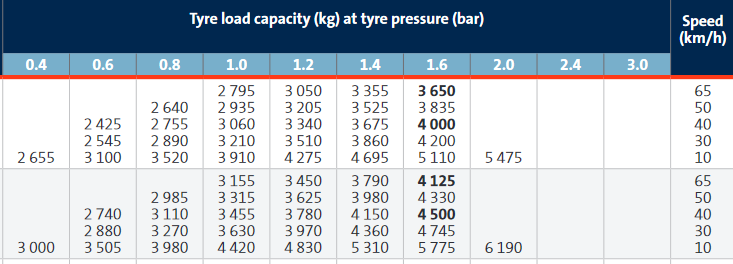 Tyre load capacity (kg) at tyre pressure (bar) Speed (km/h)
0.4 0.6 0.8 1.0 1.2 1.4 1.6 2.0 2.4 3.0
2 795 3 050 3 355 3 650 65
2 640 2 935 3 205 3 525 3 835 50
2 425 2 755 3 060 3 340 3 675 4 000 40
2 545 2 890 3 210 3 510 3 860 4 200 30
2 655 3 100 3 520 3 910 4 275 4 695 5 110 5 475 10
3 155 3 450 3 790 4 125 65
2 985 3 315 3 625 3 980 4 330 50
2 740 3 110 3 455 3 780 4 150 4 500 40
2 880 3 270 3 630 3 970 4 360 4 745 30
3 000 3 505 3 980 4 420 4 830 5 310 5 775 6 190 10